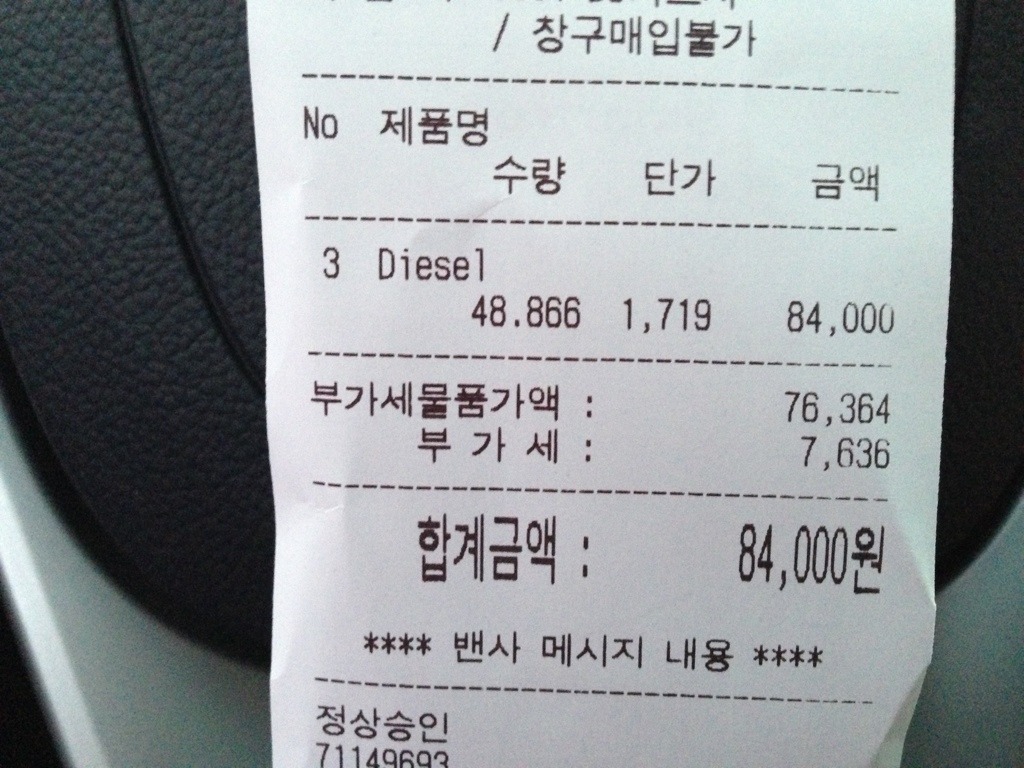 / 창구매입불가
No 제품명
수량 단가 금액
3 Diesel
48.866 1,719 84,000
부가세물품가액 : 76,364
부 가 세 : 7,636
합계금액 : 84,000원
**** 밴사 메시지 내용 ****
정상승인
71149693